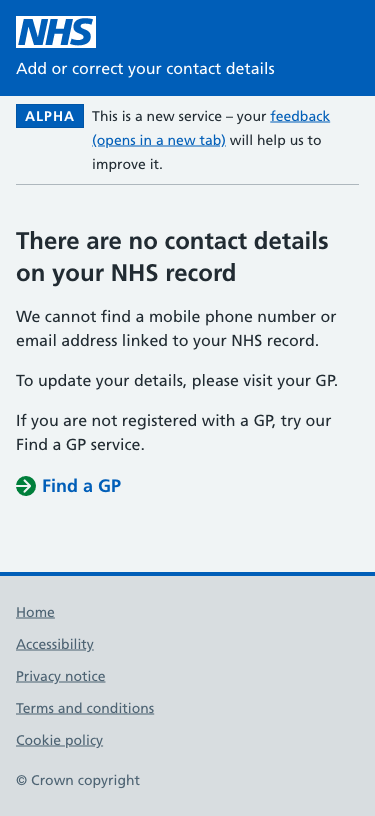 NHS
Add or correct your contact details
ALPHA
This is a new service – your feedback
(opens in a new tab) will help us to
improve it.
There are no contact details
on your NHS record
We cannot find a mobile phone number or
email address linked to your NHS record.
To update your details, please visit your GP.
If you are not registered with a GP, try our
Find a GP service.
Find a GP
Home
Accessibility
Privacy notice
Terms and conditions
Cookie policy
© Crown copyright